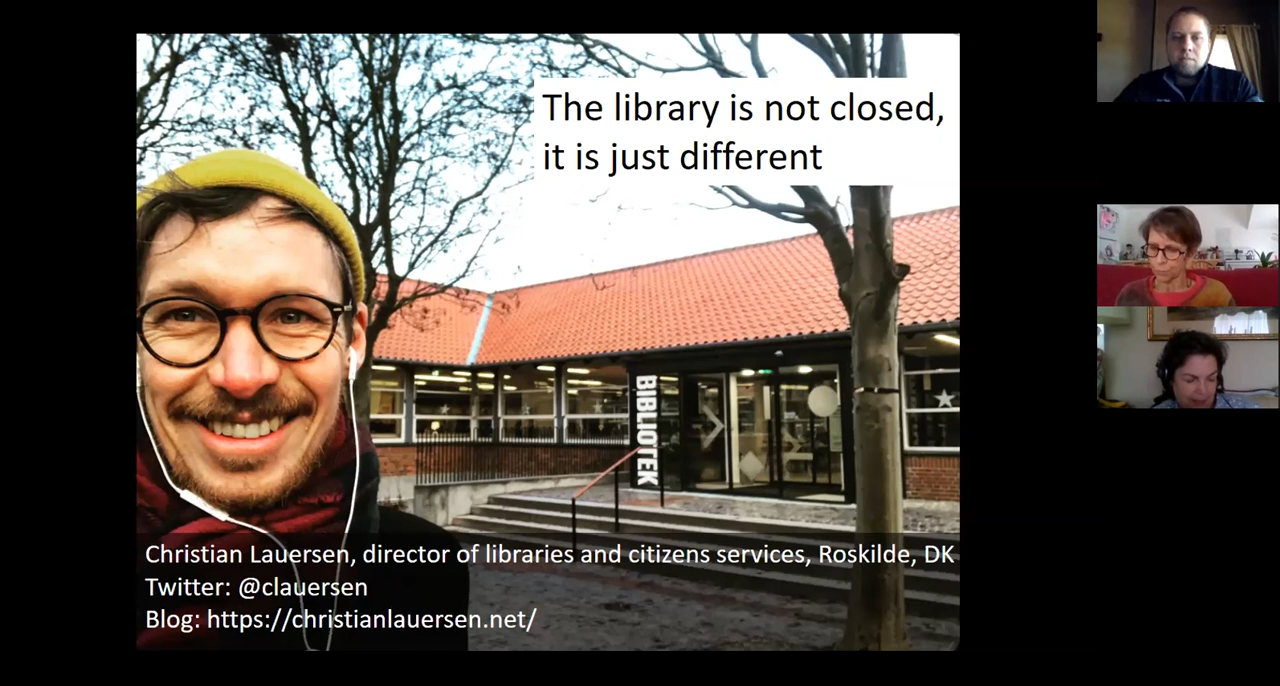 The library is not closed,
it is just different
BIBLIOTEK
Christian Lauersen, director of libraries and citizens services, Roskilde, DK
Twitter: @clauersen
Blog: https://christianlauersen.net/